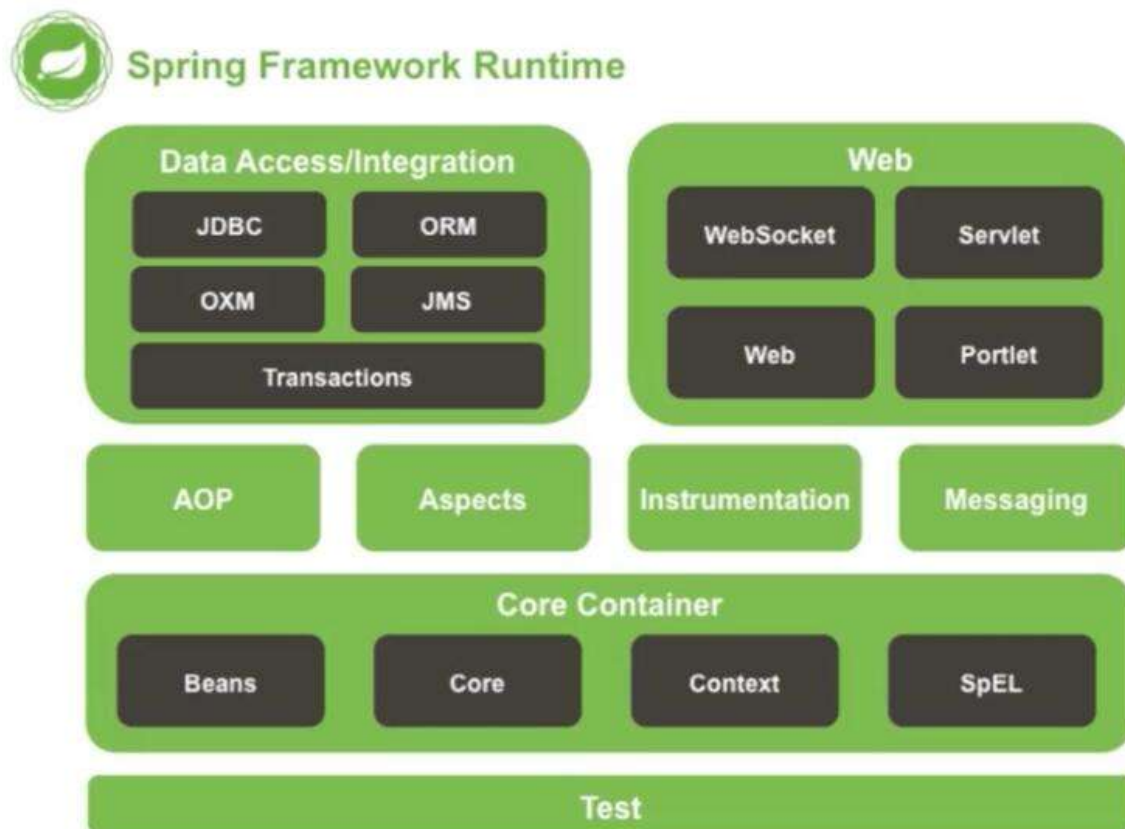 Spring Framework Runtime
Data Access/Integration
JDBC
ORM
OXM
JMS
Transactions
Web
WebSocket
Servlet
Web
Portlet
AOP
Aspects
Instrumentation
Messaging
Core Container
Beans
Core
Context
SpEL
Test